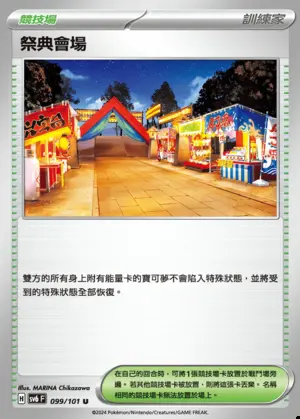 競技場
訓練家
祭典會場
雙方的所有身上附有能量卡的寶可夢不會陷入特殊狀態，並將受
到的特殊狀態全部恢復。
Illus. MARINA Chikazawa
H SV6 F 099/101 U
在自己的回合時，可將1張競技場卡放置於戰鬥場旁
邊。若其他競技場卡被放置，則將這張卡丟棄。名稱
相同的競技場卡無法放置於場上。
©2024 Pokémon/Nintendo/Creatures/GAME FREAK.